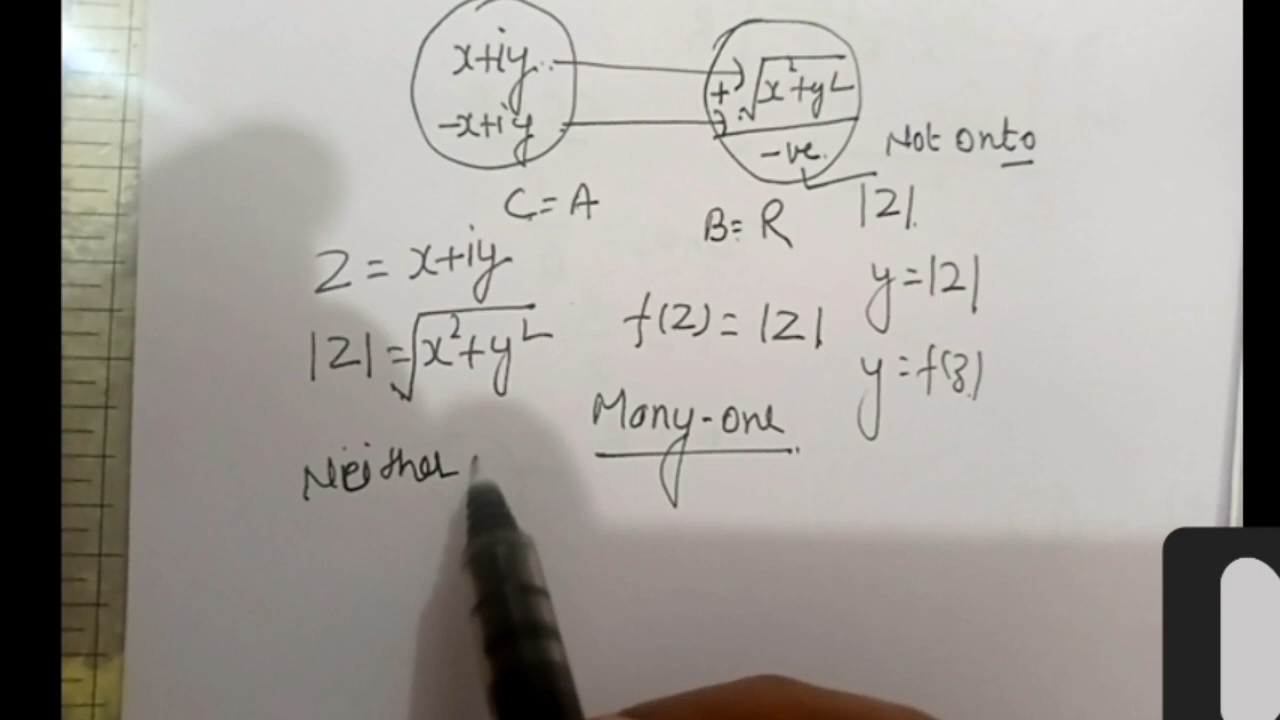 x+iy
-x+iy
+ √x²+y²
-ve
Not onto
C = A
B = R
|z|
z = x+iy
y = |z|
|z| = √x²+y²
f(z) = |z|
y = f(z)
Many-one
Neither